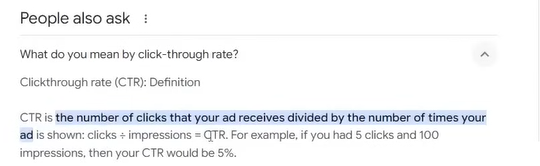 People also ask
What do you mean by click-through rate?
Clickthrough rate (CTR): Definition
CTR is the number of clicks that your ad receives divided by the number of times your
ad is shown: clicks ÷ impressions = CTR. For example, if you had 5 clicks and 100
impressions, then your CTR would be 5%.